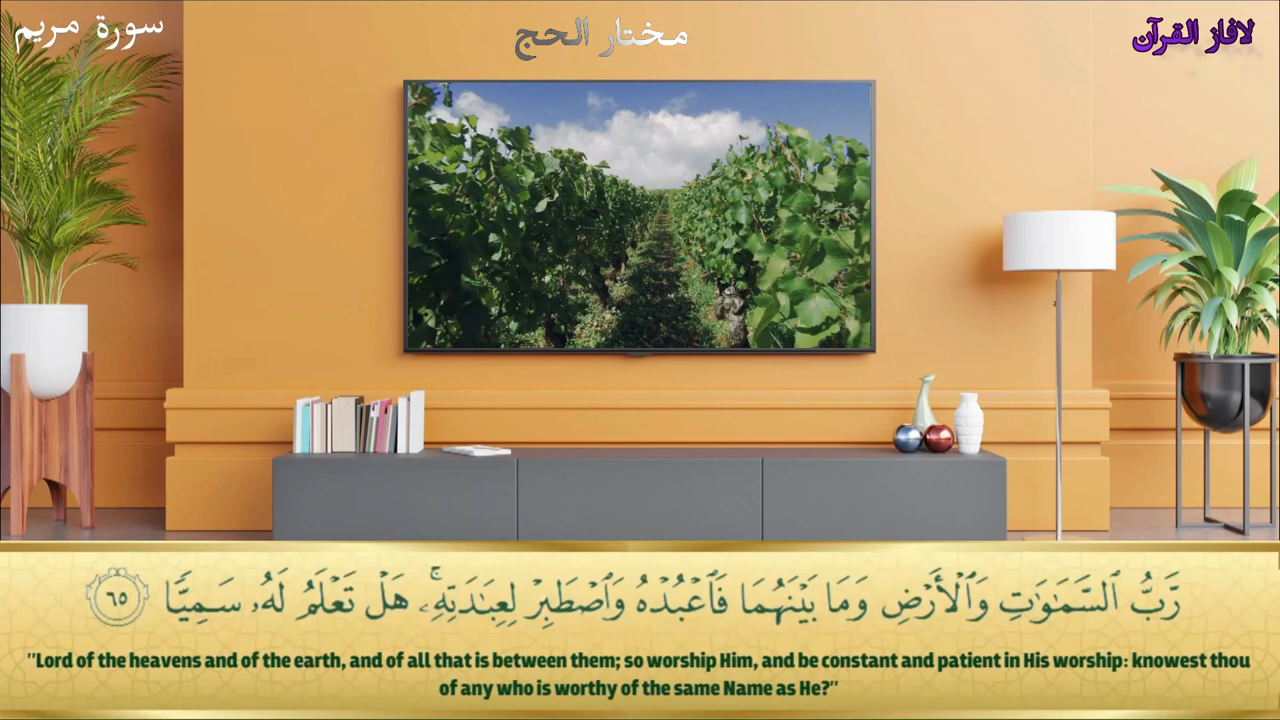 سورة مريم
مختار الحج
لافاز القرآن
رَّبُّ ٱلسَّمَٰوَٰتِ وَٱلْأَرْضِ وَمَا بَيْنَهُمَا فَٱعْبُدْهُ وَٱصْطَبِرْ لِعِبَٰدَتِهِۦۚ هَلْ تَعْلَمُ لَهُۥ سَمِيًّا ٦٥
"Lord of the heavens and of the earth, and of all that is between them; so worship Him, and be constant and patient in His worship: knowest thou
of any who is worthy of the same Name as He?"